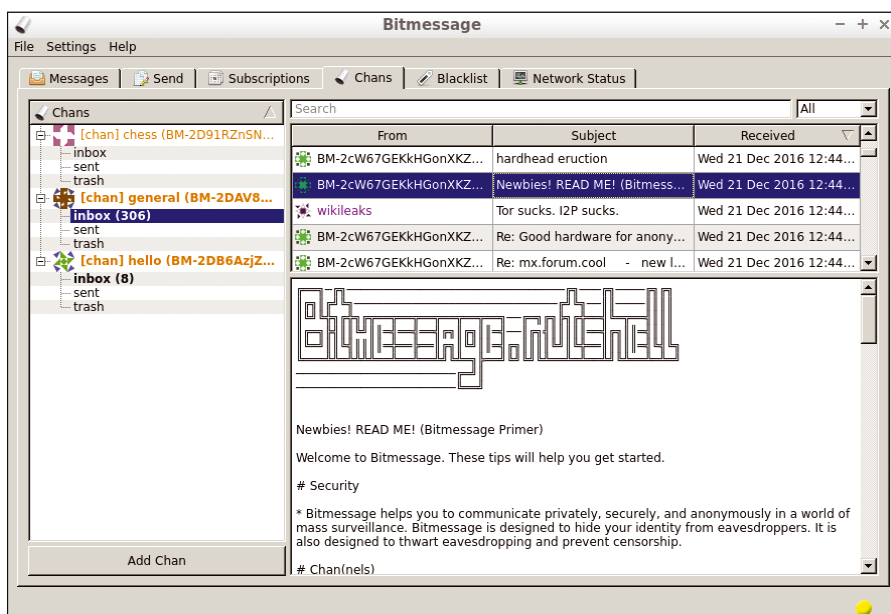 Bitmessage
File Settings Help
Messages Send Subscriptions Chans Blacklist Network Status
Chans
[chan] chess (BM-2D91RZnSN...
inbox
sent
trash
[chan] general (BM-2DAV8...
inbox (306)
sent
trash
[chan] hello (BM-2DB6AzjZ...
inbox (8)
sent
trash
Add Chan
Search All
From Subject Received
BM-2cW67GEKkHGonXKZ... hardhead eruction Wed 21 Dec 2016 12:44...
BM-2cW67GEKkHGonXKZ... Newbies! READ ME! (Bitmess... Wed 21 Dec 2016 12:44...
wikileaks Tor sucks. I2P sucks. Wed 21 Dec 2016 12:44...
BM-2cW67GEKkHGonXKZ... Re: Good hardware for anony... Wed 21 Dec 2016 12:44...
BM-2cW67GEKkHGonXKZ... Re: mx.forum.cool - new l... Wed 21 Dec 2016 12:44...
Newbies! READ ME! (Bitmessage Primer)
Welcome to Bitmessage. These tips will help you get started.
# Security
* Bitmessage helps you to communicate privately, securely, and anonymously in a world of
mass surveillance. Bitmessage is designed to hide your identity from eavesdroppers. It is
also designed to thwart eavesdropping and prevent censorship.
# Chan(nels)